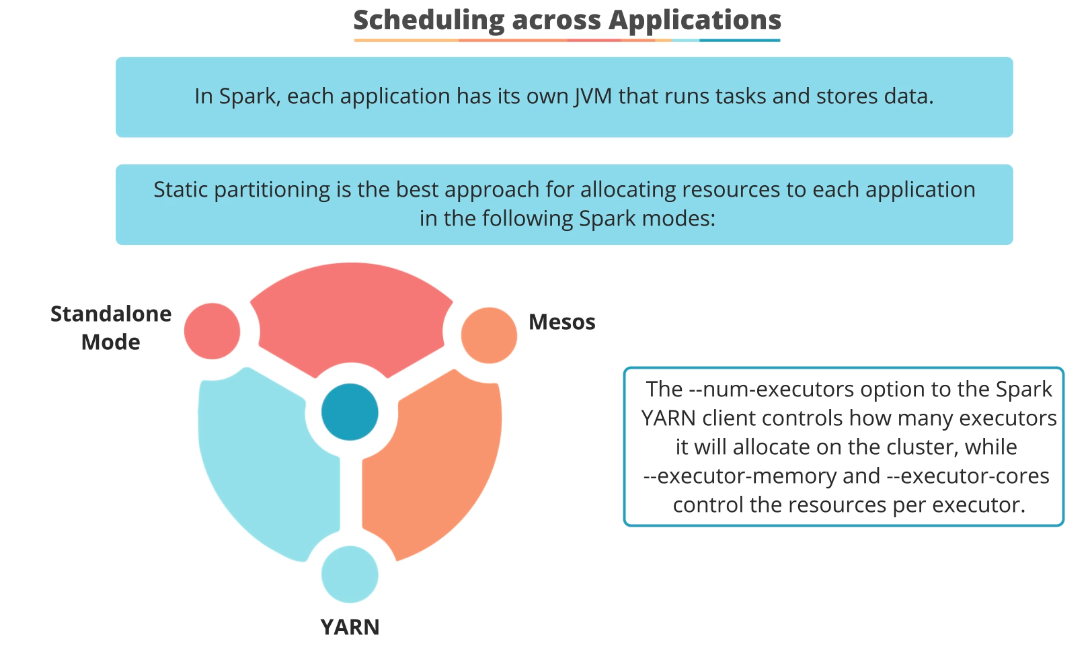 Scheduling across Applications
In Spark, each application has its own JVM that runs tasks and stores data.
Static partitioning is the best approach for allocating resources to each application
in the following Spark modes:
Standalone
Mode
Mesos
The --num-executors option to the Spark
YARN client controls how many executors
it will allocate on the cluster, while
--executor-memory and --executor-cores
control the resources per executor.
YARN